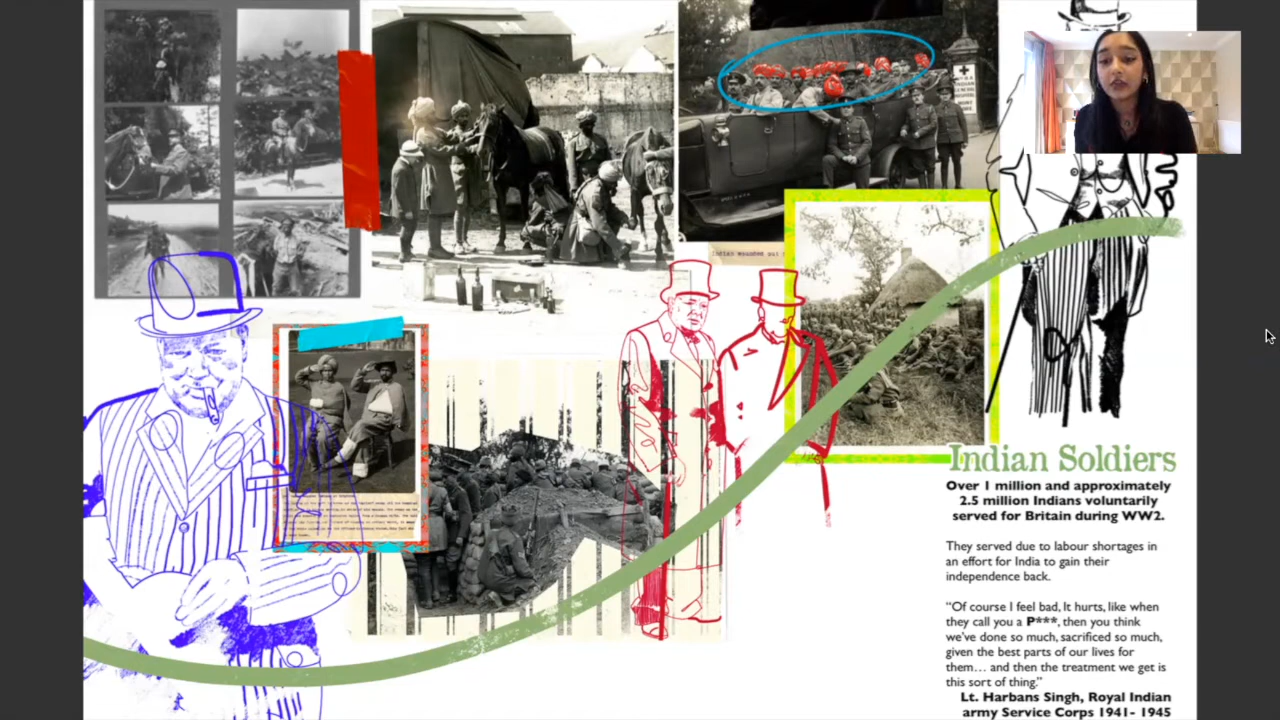 INDIAN
Indian wounded out
Indian Soldiers
Over 1 million and approximately
2.5 million Indians voluntarily
served for Britain during WW2.
They served due to labour shortages in
an effort for India to gain their
independence back.
“Of course I feel bad, It hurts, like when
they call you a P***, then you think
we’ve done so much, sacrificed so much,
given the best parts of our lives for
them… and then the treatment we get is
this sort of thing.”
Lt. Harbans Singh, Royal Indian
army Service Corps 1941- 1945